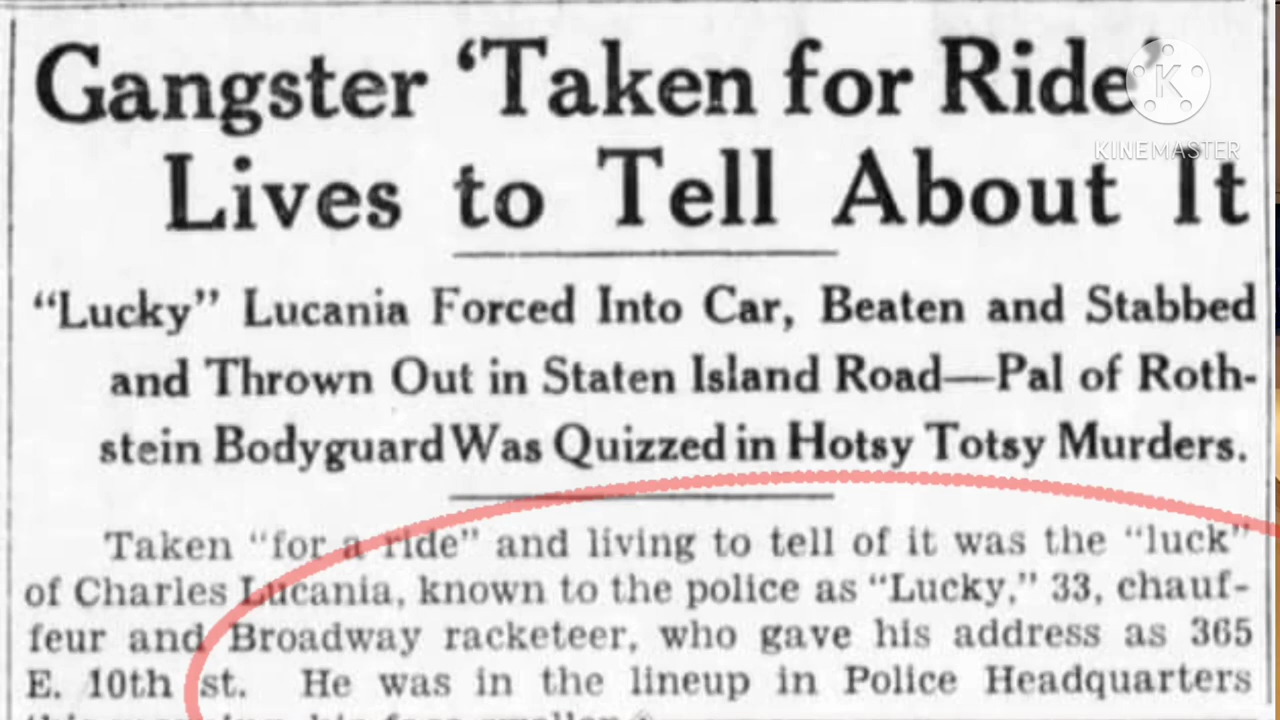 Gangster ‘Taken for Ride’
Lives to Tell About It
“Lucky” Lucania Forced Into Car, Beaten and Stabbed
and Thrown Out in Staten Island Road—Pal of Roth-
stein Bodyguard Was Quizzed in Hotsy Totsy Murders.
Taken “for a ride” and living to tell of it was the “luck”
of Charles Lucania, known to the police as “Lucky,” 33, chauf-
feur and Broadway racketeer, who gave his address as 365
E. 10th st. He was in the lineup in Police Headquarters
K
KINEMASTER